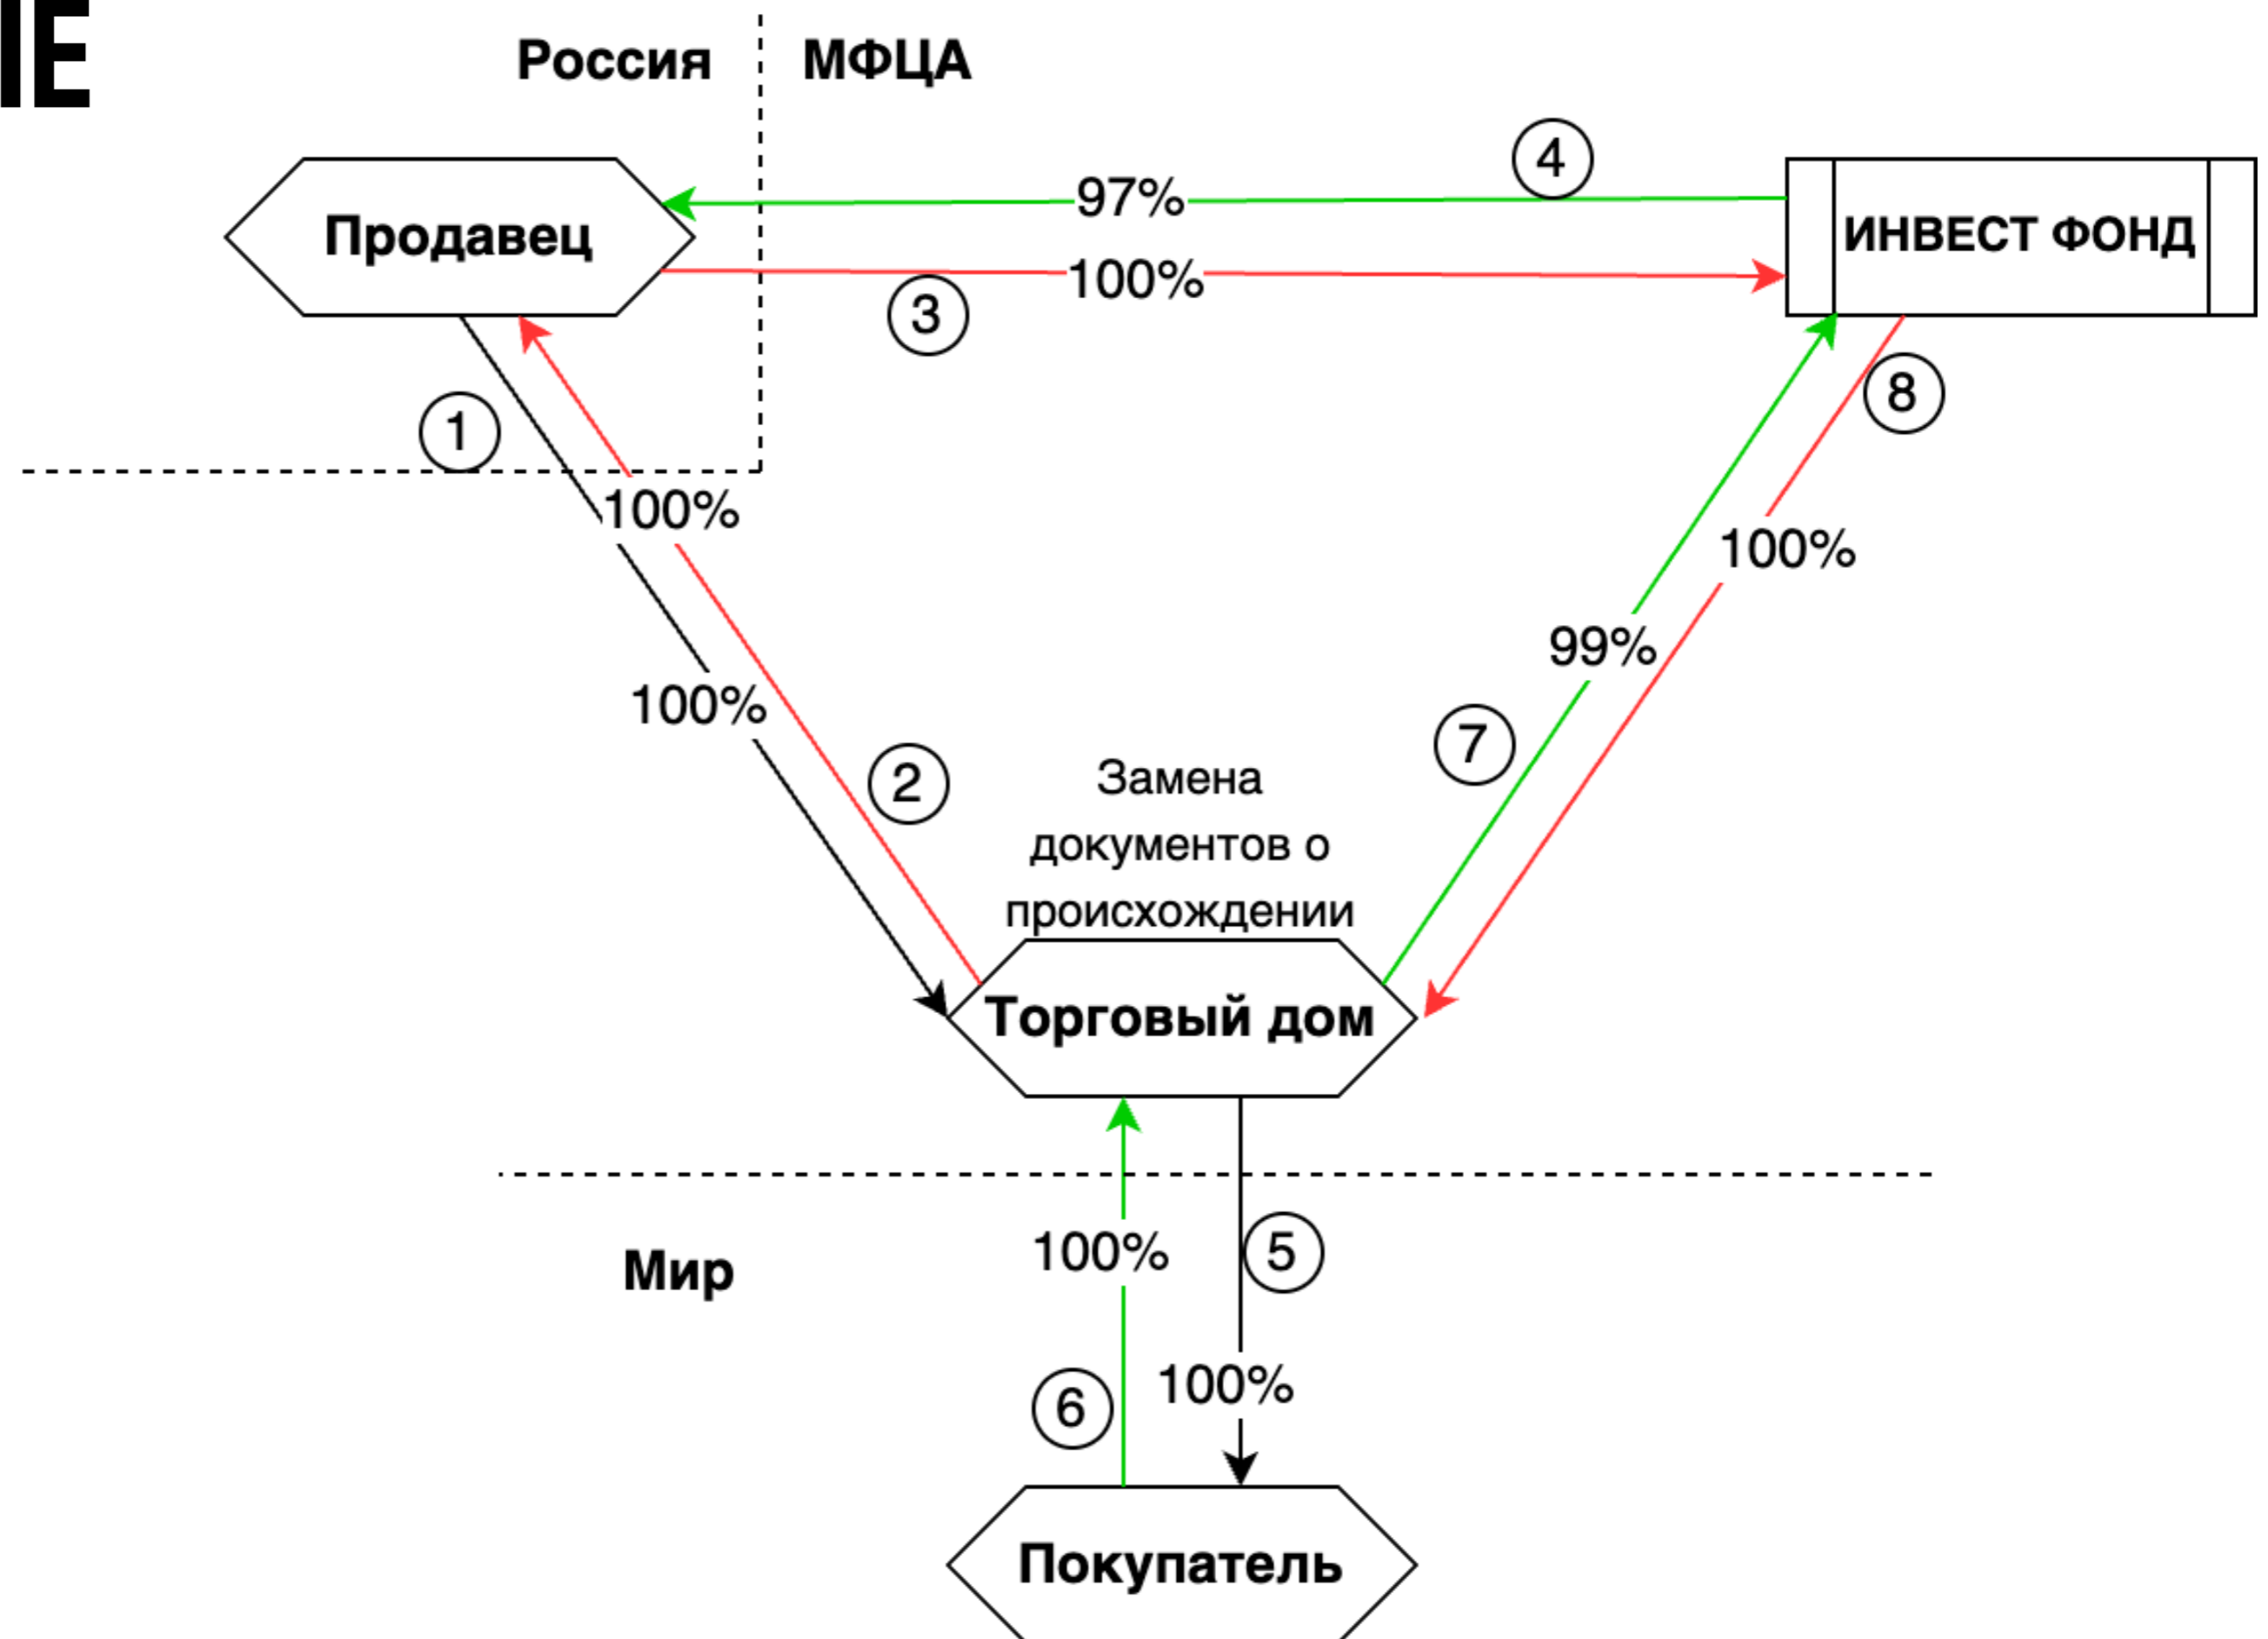 IE
Россия
МФЦА
4
97%
Продавец
ИНВЕСТ ФОНД
100%
3
8
1
100%
100%
99%
100%
7
2
Замена
документов о
происхождении
Торговый дом
100%
5
Мир
100%
6
Покупатель